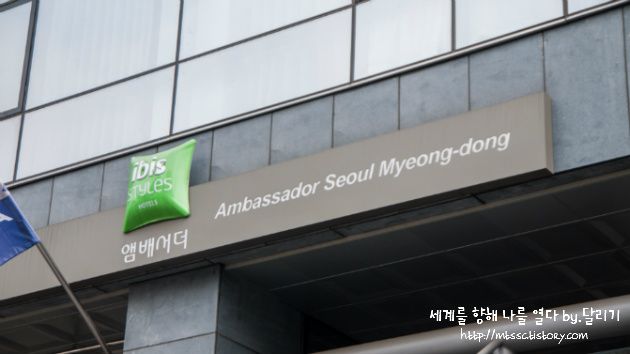 ibis
STYLES
HOTELS
앰배서더
Ambassador Seoul Myeong-dong
세계를 향해 나를 열다 by.달리기
http://mtssc.tistory.com